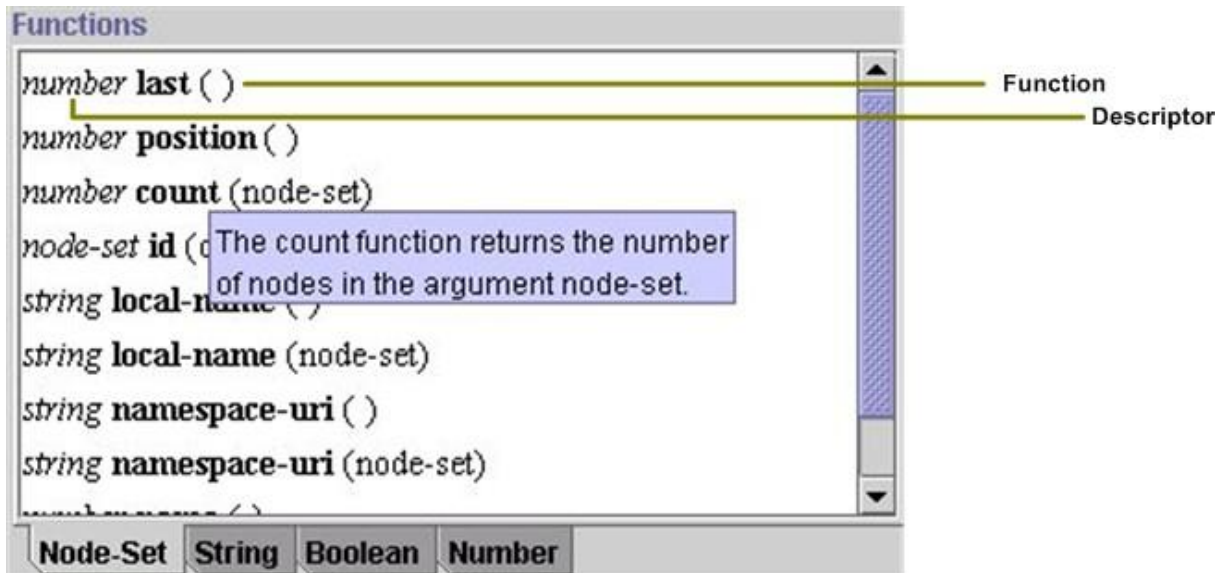 Functions
number last ( )
Function
Descriptor
number position ( )
number count (node-set)
node-set id (
The count function returns the number
of nodes in the argument node-set.
string local-name ( )
string local-name (node-set)
string namespace-uri ( )
string namespace-uri (node-set)
Node-Set String Boolean Number